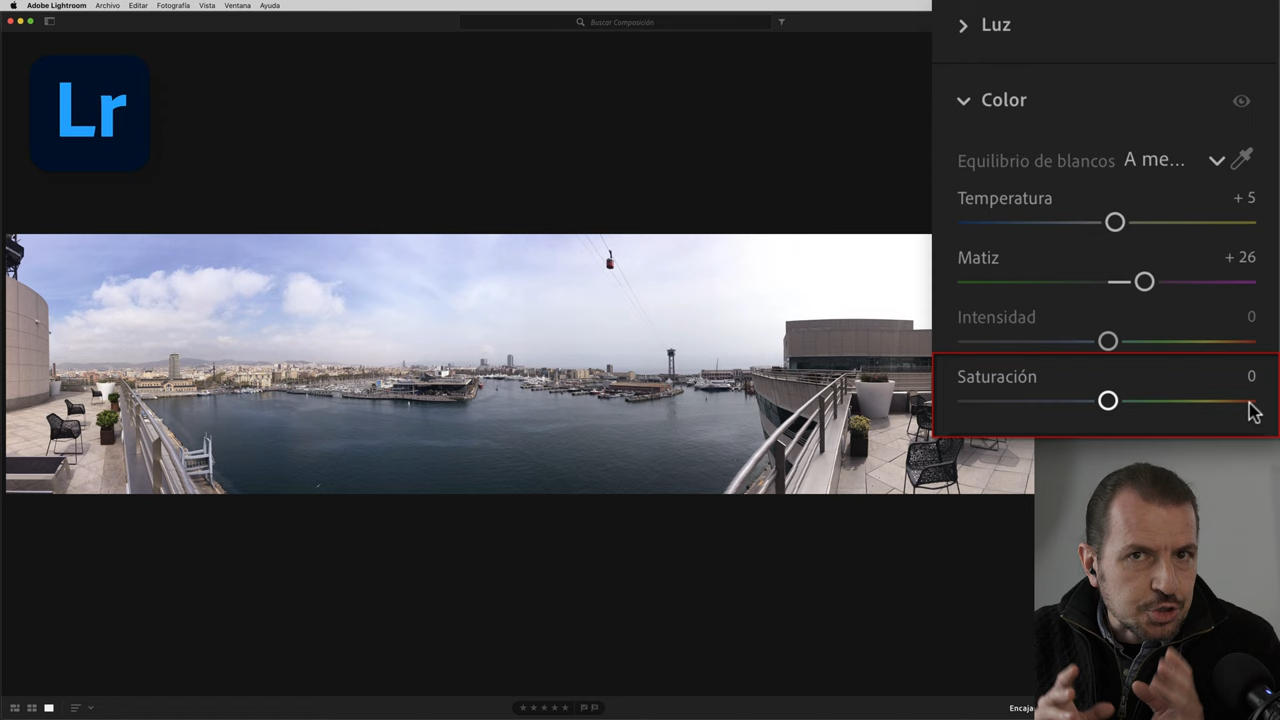 Adobe Lightroom Archivo Editar Fotografía Vista Ventana Ayuda
Buscar Composición
Lr
Luz
Color
Equilibrio de blancos A me...
Temperatura + 5
Matiz + 26
Intensidad 0
Saturación 0
Encaja